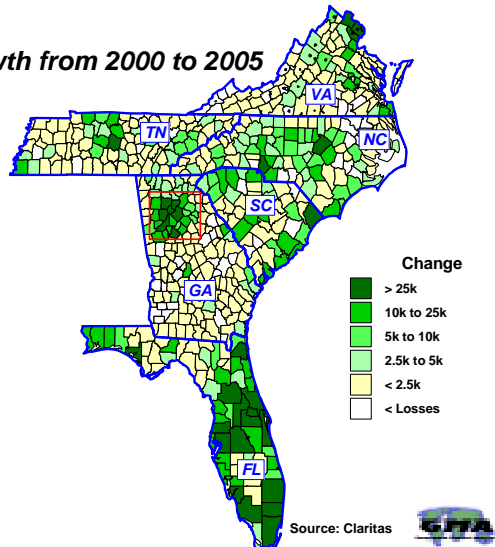 wth from 2000 to 2005
VA
TN
NC
SC
GA
FL
Change
> 25k
10k to 25k
5k to 10k
2.5k to 5k
< 2.5k
< Losses
Source: Claritas